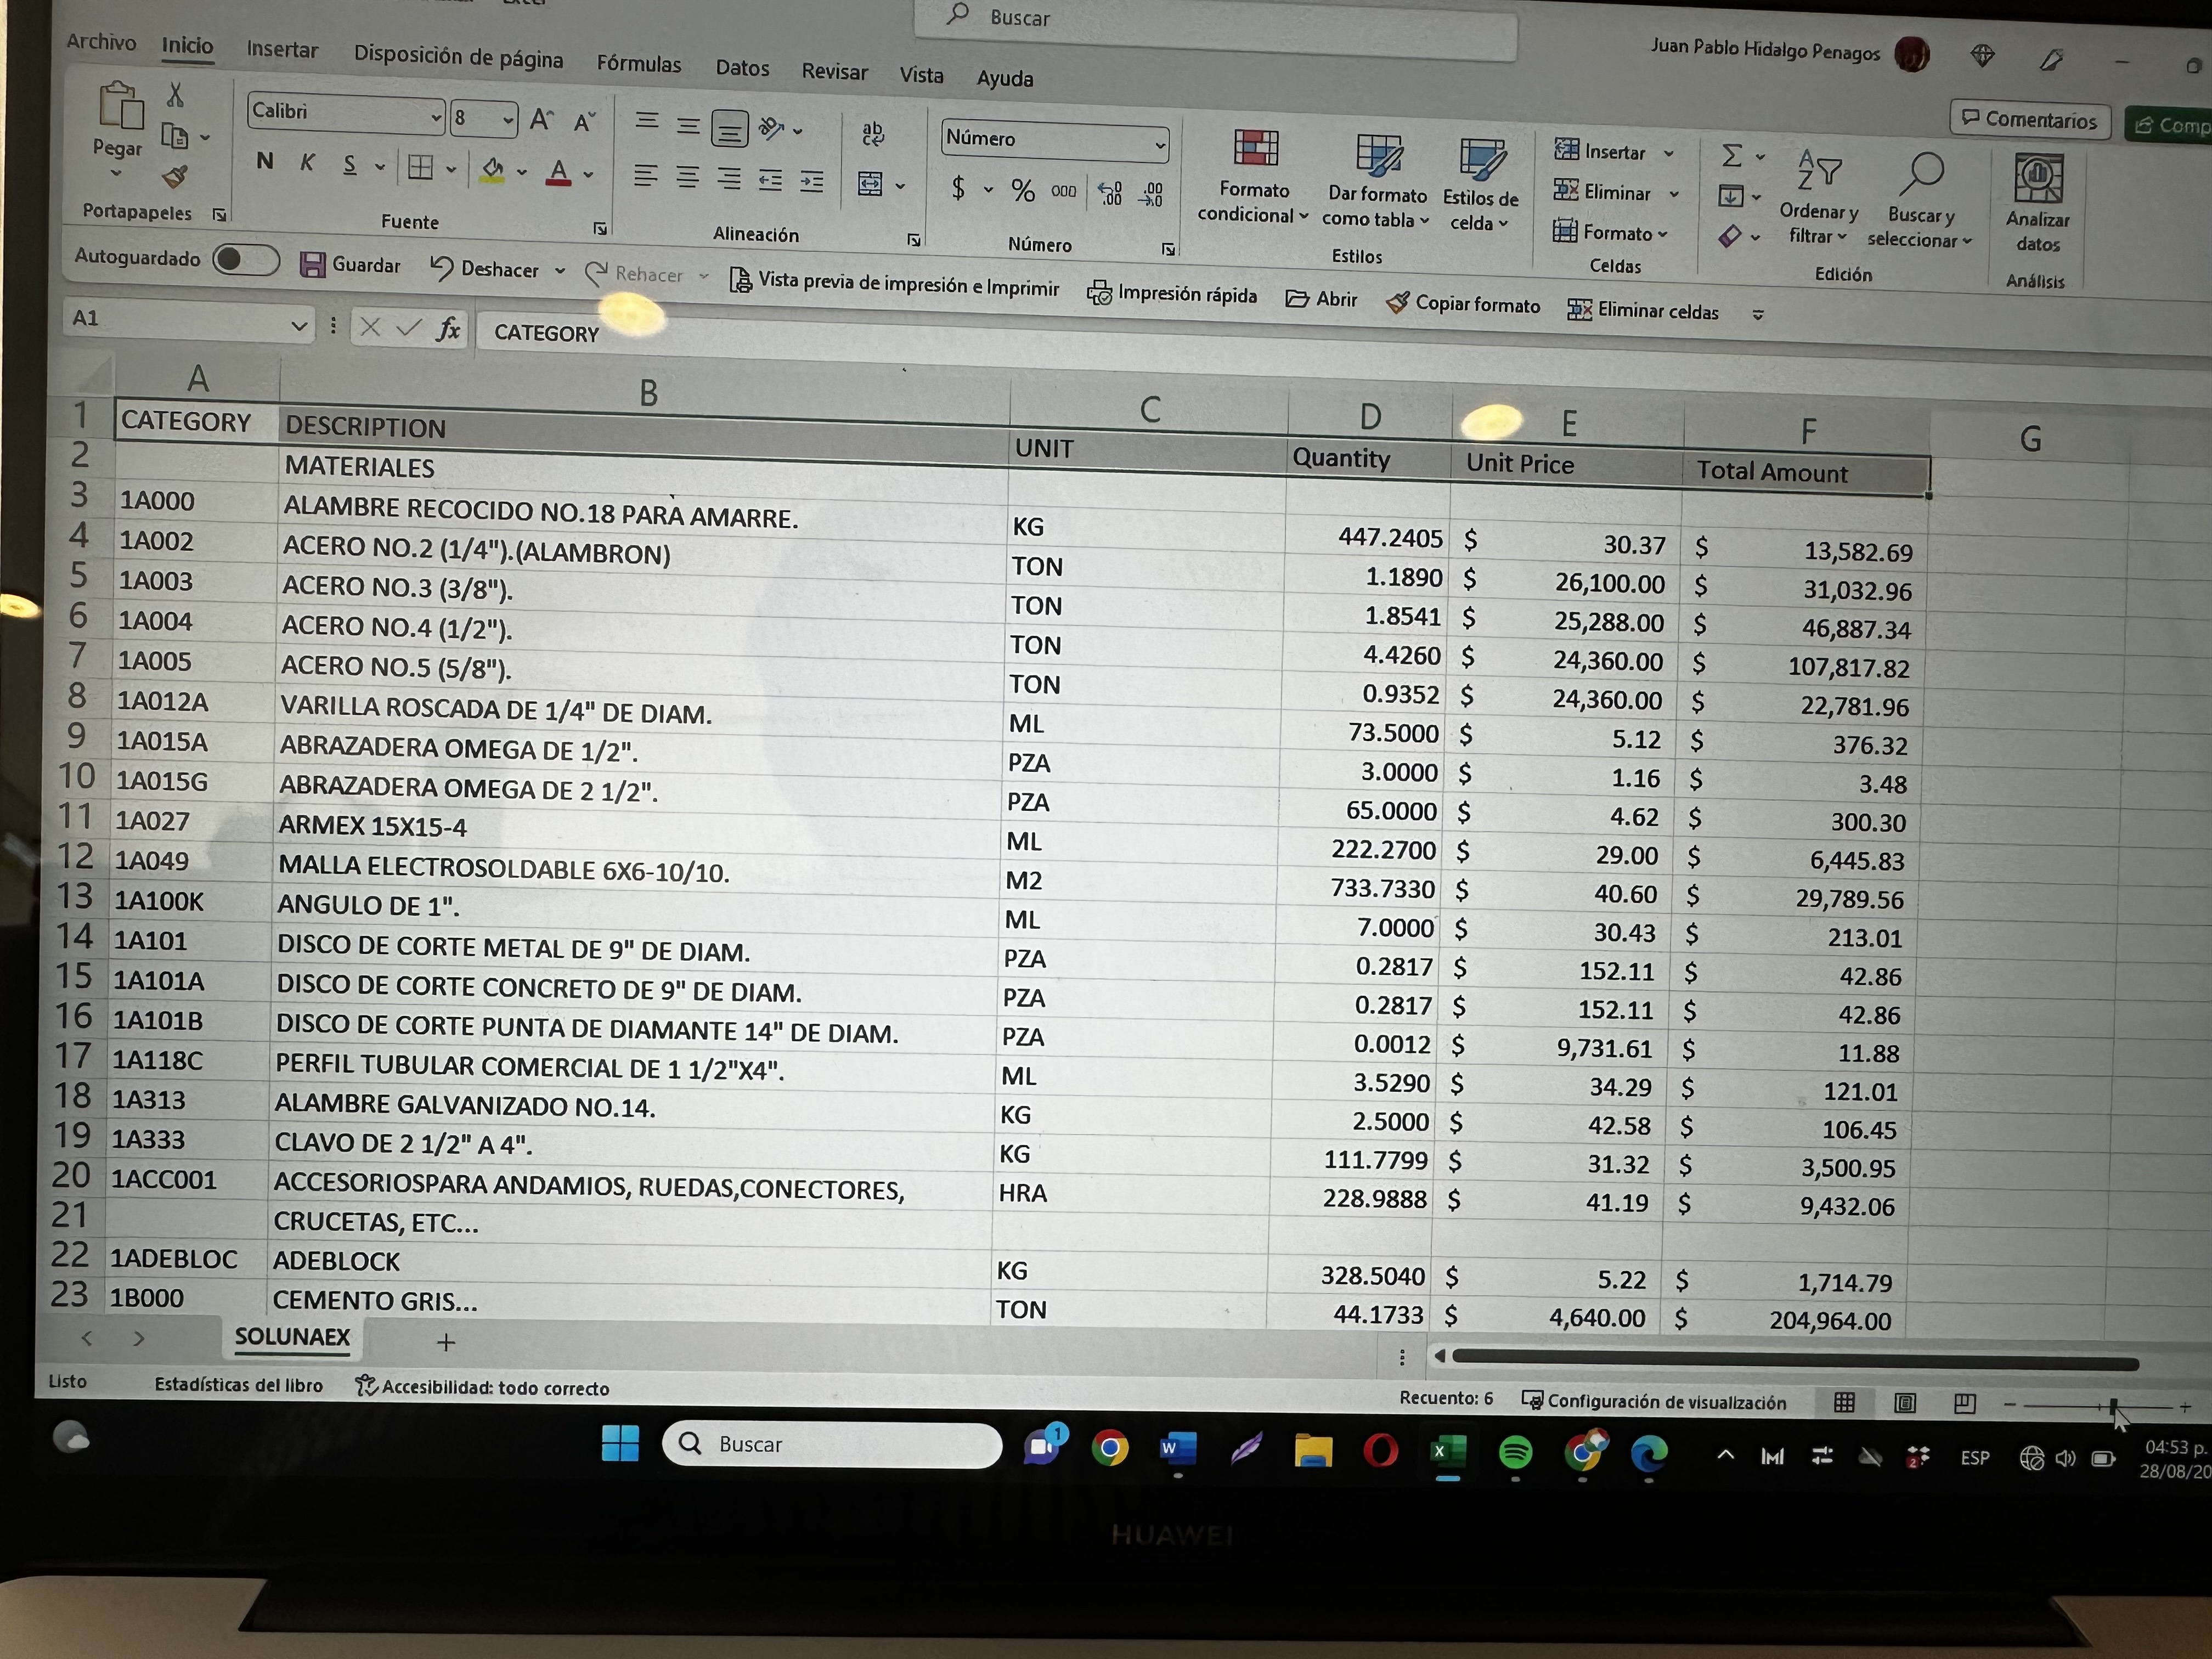 Buscar
Juan Pablo Hidalgo Penagos
Archivo Inicio Insertar Disposición de página Fórmulas Datos Revisar Vista Ayuda
Comentarios
Pegar
Calibri 8
N K S
Número
$ % 000
Formato condicional
Dar formato como tabla
Estilos de celda
Insertar
Eliminar
Formato
Ordenar y filtrar
Buscar y seleccionar
Analizar datos
Portapapeles Fuente Alineación Número Estilos Celdas Edición Análisis
Autoguardado Guardar Deshacer Rehacer Vista previa de impresión e Imprimir Impresión rápida Abrir Copiar formato Eliminar celdas
A1 fx CATEGORY
A B C D E F G
1 CATEGORY DESCRIPTION UNIT Quantity Unit Price Total Amount
2 MATERIALES
3 1A000 ALAMBRE RECOCIDO NO.18 PARA AMARRE. KG 447.2405 $ 30.37 $ 13,582.69
4 1A002 ACERO NO.2 (1/4").(ALAMBRON) TON 1.1890 $ 26,100.00 $ 31,032.96
5 1A003 ACERO NO.3 (3/8"). TON 1.8541 $ 25,288.00 $ 46,887.34
6 1A004 ACERO NO.4 (1/2"). TON 4.4260 $ 24,360.00 $ 107,817.82
7 1A005 ACERO NO.5 (5/8"). TON 0.9352 $ 24,360.00 $ 22,781.96
8 1A012A VARILLA ROSCADA DE 1/4" DE DIAM. ML 73.5000 $ 5.12 $ 376.32
9 1A015A ABRAZADERA OMEGA DE 1/2". PZA 3.0000 $ 1.16 $ 3.48
10 1A015G ABRAZADERA OMEGA DE 2 1/2". PZA 65.0000 $ 4.62 $ 300.30
11 1A027 ARMEX 15X15-4 ML 222.2700 $ 29.00 $ 6,445.83
12 1A049 MALLA ELECTROSOLDABLE 6X6-10/10. M2 733.7330 $ 40.60 $ 29,789.56
13 1A100K ANGULO DE 1". ML 7.0000 $ 30.43 $ 213.01
14 1A101 DISCO DE CORTE METAL DE 9" DE DIAM. PZA 0.2817 $ 152.11 $ 42.86
15 1A101A DISCO DE CORTE CONCRETO DE 9" DE DIAM. PZA 0.2817 $ 152.11 $ 42.86
16 1A101B DISCO DE CORTE PUNTA DE DIAMANTE 14" DE DIAM. PZA 0.0012 $ 9,731.61 $ 11.88
17 1A118C PERFIL TUBULAR COMERCIAL DE 1 1/2"X4". ML 3.5290 $ 34.29 $ 121.01
18 1A313 ALAMBRE GALVANIZADO NO.14. KG 2.5000 $ 42.58 $ 106.45
19 1A333 CLAVO DE 2 1/2" A 4". KG 111.7799 $ 31.32 $ 3,500.95
20 1ACC001 ACCESORIOSPARA ANDAMIOS, RUEDAS,CONECTORES, HRA 228.9888 $ 41.19 $ 9,432.06
21 CRUCETAS, ETC...
22 1ADEBLOC ADEBLOCK KG 328.5040 $ 5.22 $ 1,714.79
23 1B000 CEMENTO GRIS... TON 44.1733 $ 4,640.00 $ 204,964.00
SOLUNAEX
Listo Estadísticas del libro Accesibilidad: todo correcto Recuento: 6 Configuración de visualización
Buscar
1
ESP
04:53 p.
28/08/20
HUAWEI